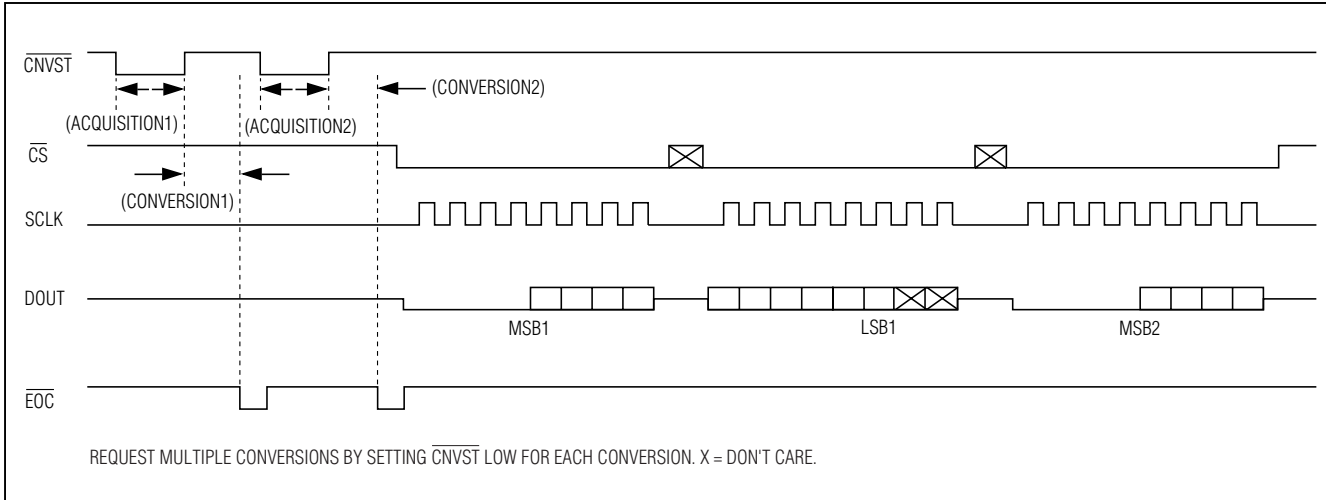 CNVST
(CONVERSION2)
(ACQUISITION1)
(ACQUISITION2)
CS
(CONVERSION1)
SCLK
DOUT
MSB1
LSB1
MSB2
EOC
REQUEST MULTIPLE CONVERSIONS BY SETTING CNVST LOW FOR EACH CONVERSION. X = DON'T CARE.